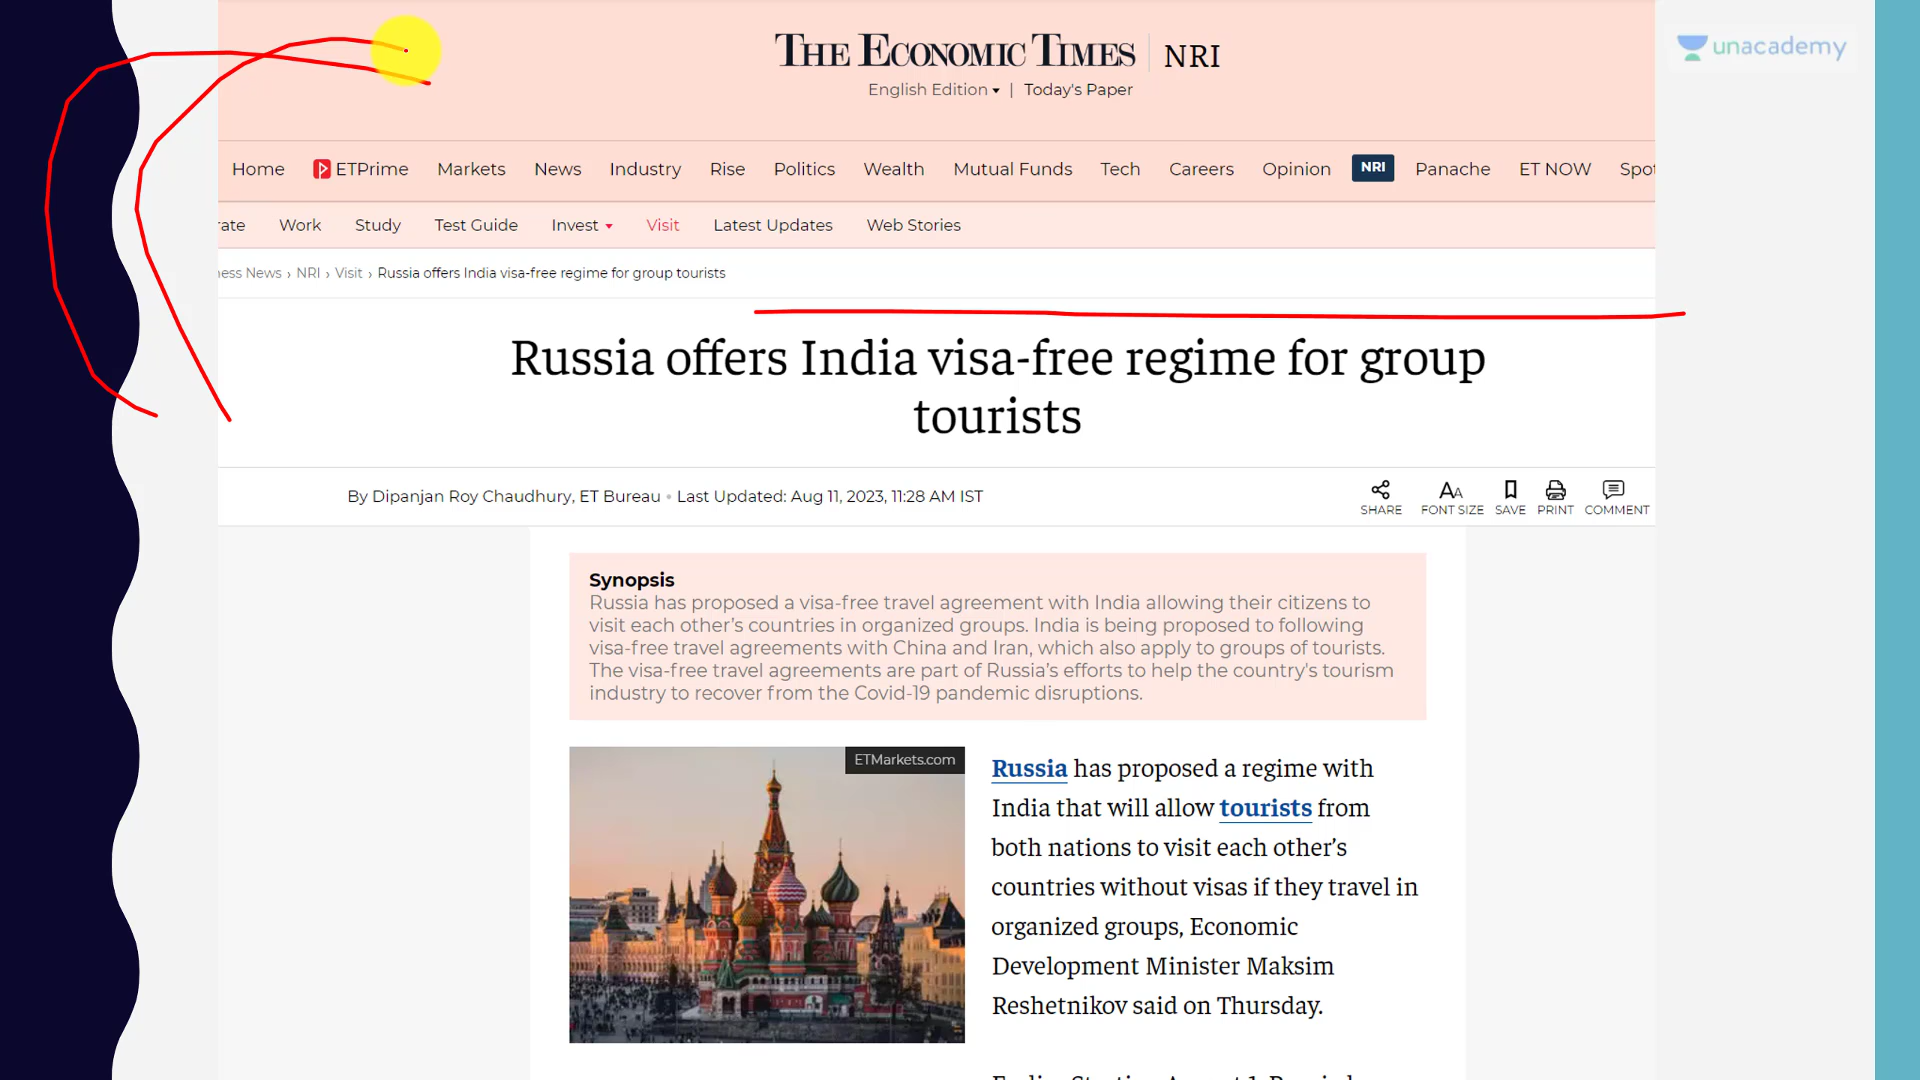 THE ECONOMIC TIMES | NRI
unacademy
English Edition | Today's Paper
Home ETPrime Markets News Industry Rise Politics Wealth Mutual Funds Tech Careers Opinion NRI Panache ET NOW Spot
rate Work Study Test Guide Invest Visit Latest Updates Web Stories
ness News › NRI › Visit › Russia offers India visa-free regime for group tourists
Russia offers India visa-free regime for group
tourists
By Dipanjan Roy Chaudhury, ET Bureau • Last Updated: Aug 11, 2023, 11:28 AM IST
SHARE FONT SIZE SAVE PRINT COMMENT
Synopsis
Russia has proposed a visa-free travel agreement with India allowing their citizens to
visit each other’s countries in organized groups. India is being proposed to following
visa-free travel agreements with China and Iran, which also apply to groups of tourists.
The visa-free travel agreements are part of Russia’s efforts to help the country's tourism
industry to recover from the Covid-19 pandemic disruptions.
ETMarkets.com
Russia has proposed a regime with
India that will allow tourists from
both nations to visit each other’s
countries without visas if they travel in
organized groups, Economic
Development Minister Maksim
Reshetnikov said on Thursday.